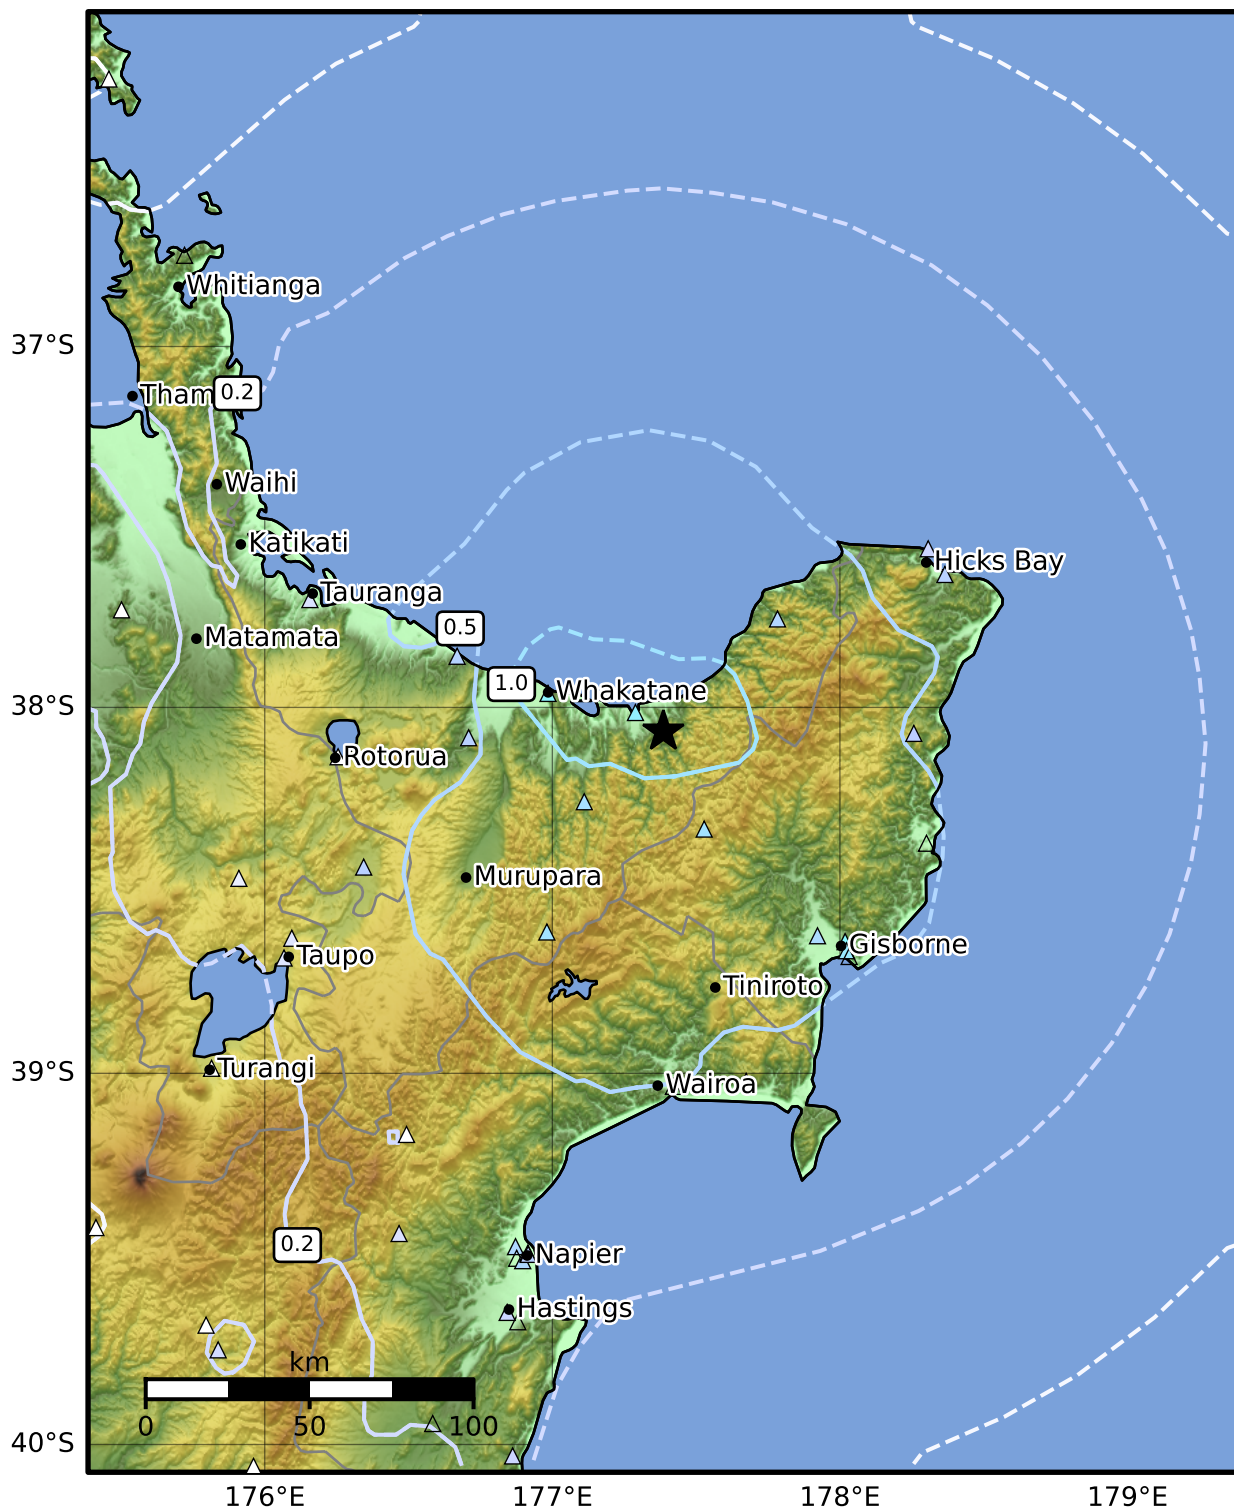 Whitianga
37°S
Tham
0.2
Waihi
Katikati
Hicks Bay
Tauranga
0.5
Matamata
1.0
Whakatane
38°S
Rotorua
Murupara
Gisborne
Taupo
Tiniroto
39°S
Turangi
Wairoa
0.2
Napier
Hastings
km
0
50
100
40°S
176°E
177°E
178°E
179°E